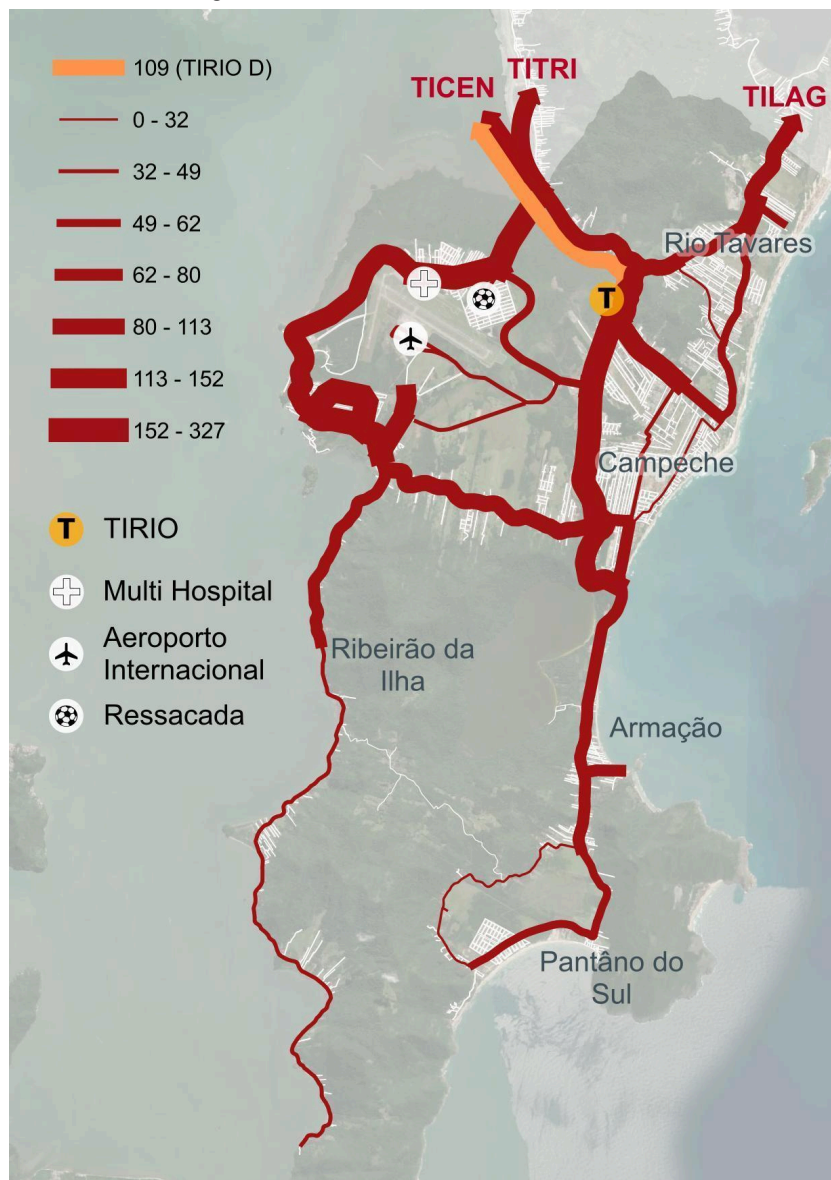 109 (TIRIO D)
0 - 32
32 - 49
49 - 62
62 - 80
80 - 113
113 - 152
152 - 327
T TIRIO
Multi Hospital
Aeroporto
Internacional
Ressacada
TICEN
TITRI
TILAG
Rio Tavares
T
Campeche
Ribeirão da
Ilha
Armação
Pantâno do
Sul